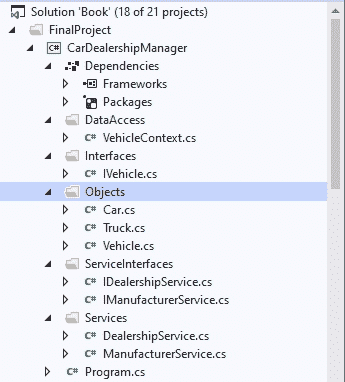 Solution 'Book' (18 of 21 projects)
FinalProject
C# CarDealershipManager
Dependencies
Frameworks
Packages
DataAccess
C# VehicleContext.cs
Interfaces
C# IVehicle.cs
Objects
C# Car.cs
C# Truck.cs
C# Vehicle.cs
ServiceInterfaces
C# IDealershipService.cs
C# IManufacturerService.cs
Services
C# DealershipService.cs
C# ManufacturerService.cs
C# Program.cs